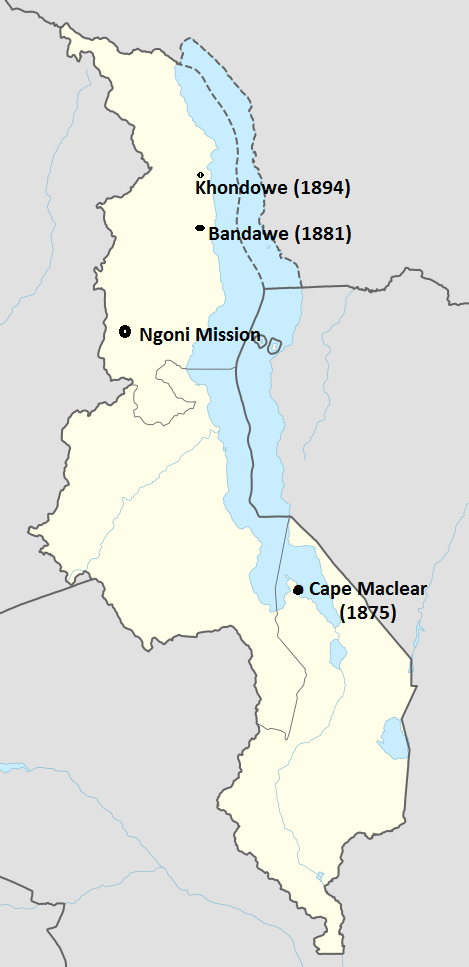 Khondowe (1894)
Bandawe (1881)
Ngoni Mission
Cape Maclear
(1875)